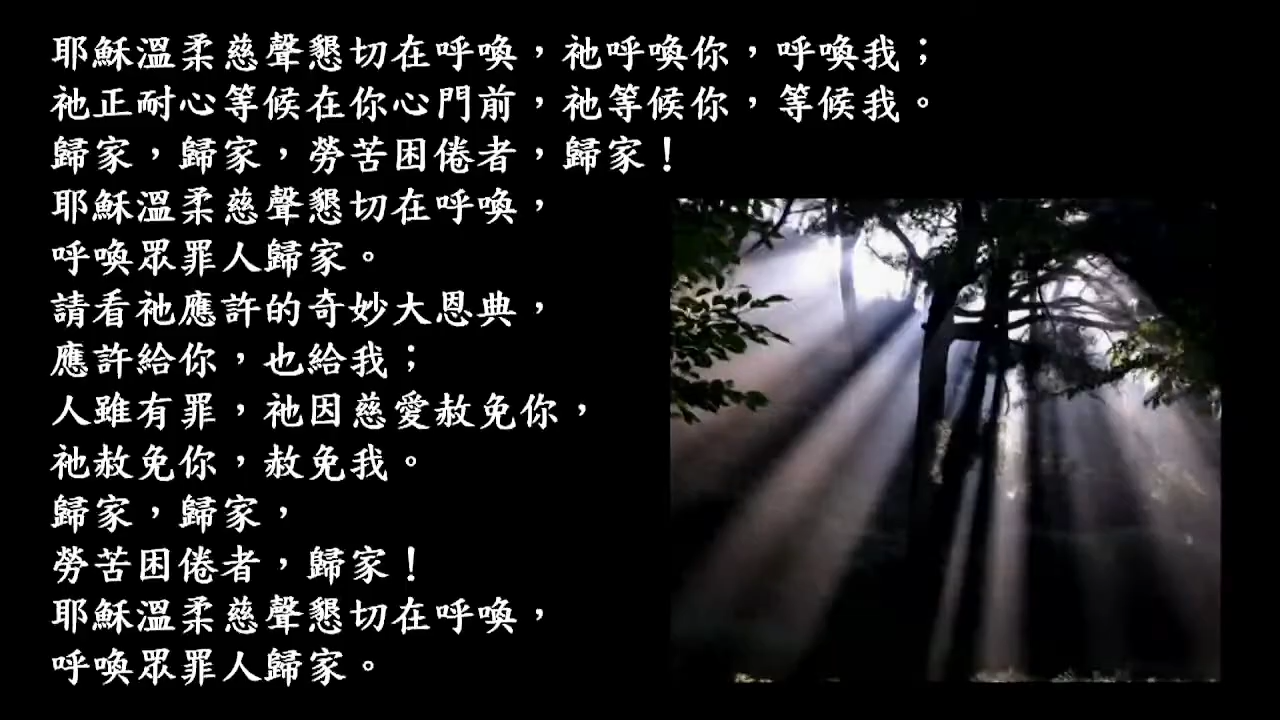 耶穌溫柔慈聲懇切在呼喚，祂呼喚你，呼喚我；
祂正耐心等候在你心門前，祂等候你，等候我。
歸家，歸家，勞苦困倦者，歸家！
耶穌溫柔慈聲懇切在呼喚，
呼喚眾罪人歸家。
請看祂應許的奇妙大恩典，
應許給你，也給我；
人雖有罪，祂因慈愛赦免你，
祂赦免你，赦免我。
歸家，歸家，
勞苦困倦者，歸家！
耶穌溫柔慈聲懇切在呼喚，
呼喚眾罪人歸家。